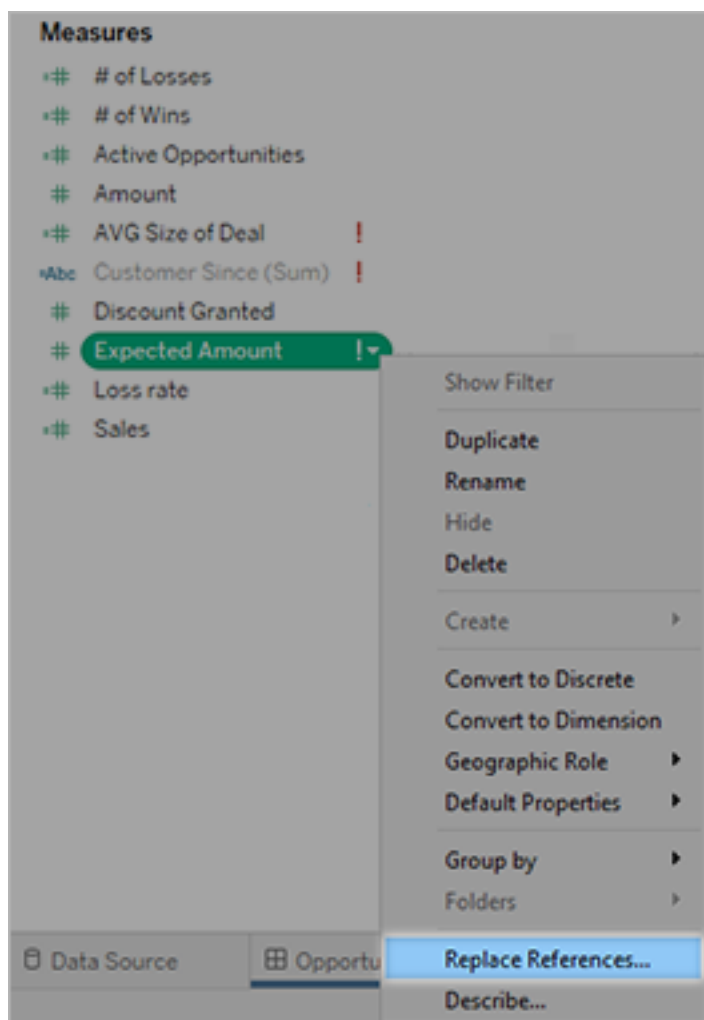 Measures
# of Losses
# of Wins
Active Opportunities
Amount
AVG Size of Deal !
Abc Customer Since (Sum) !
Discount Granted
Expected Amount !
Loss rate
Sales
Show Filter
Duplicate
Rename
Hide
Delete
Create
Convert to Discrete
Convert to Dimension
Geographic Role
Default Properties
Group by
Folders
Replace References...
Describe...
Data Source
Opportu